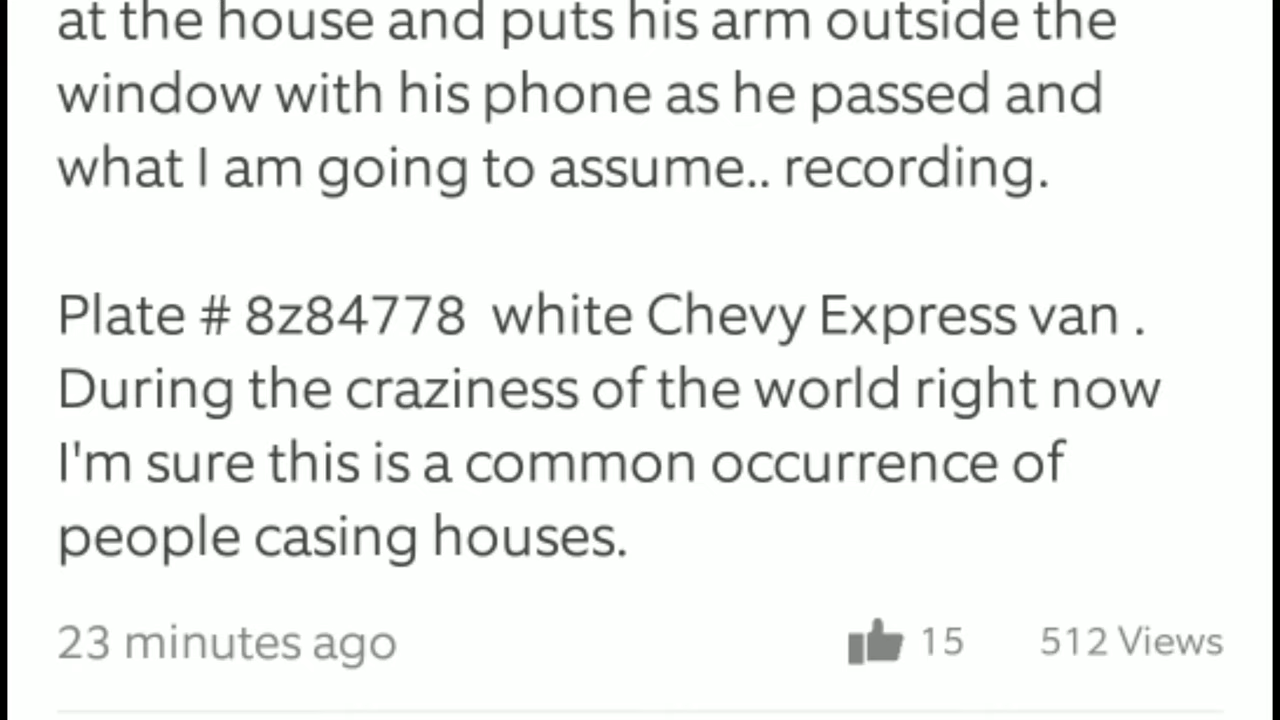 at the house and puts his arm outside the
window with his phone as he passed and
what I am going to assume.. recording.
Plate # 8z84778 white Chevy Express van .
During the craziness of the world right now
I'm sure this is a common occurrence of
people casing houses.
23 minutes ago 15 512 Views